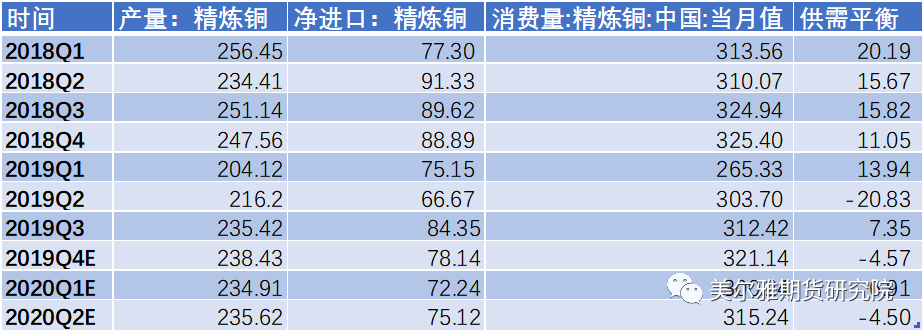 时间 产量：精炼铜 净进口：精炼铜 消费量:精炼铜:中国:当月值 供需平衡
2018Q1 256.45 77.30 313.56 20.19
2018Q2 234.41 91.33 310.07 15.67
2018Q3 251.14 89.62 324.94 15.82
2018Q4 247.56 88.89 325.40 11.05
2019Q1 204.12 75.15 265.33 13.94
2019Q2 216.2 66.67 303.70 -20.83
2019Q3 235.42 84.35 312.42 7.35
2019Q4E 238.43 78.14 321.14 -4.57
2020Q1E 234.91 72.24
2020Q2E 235.62 75.12 315.24 -4.50
美尔雅期货研究院